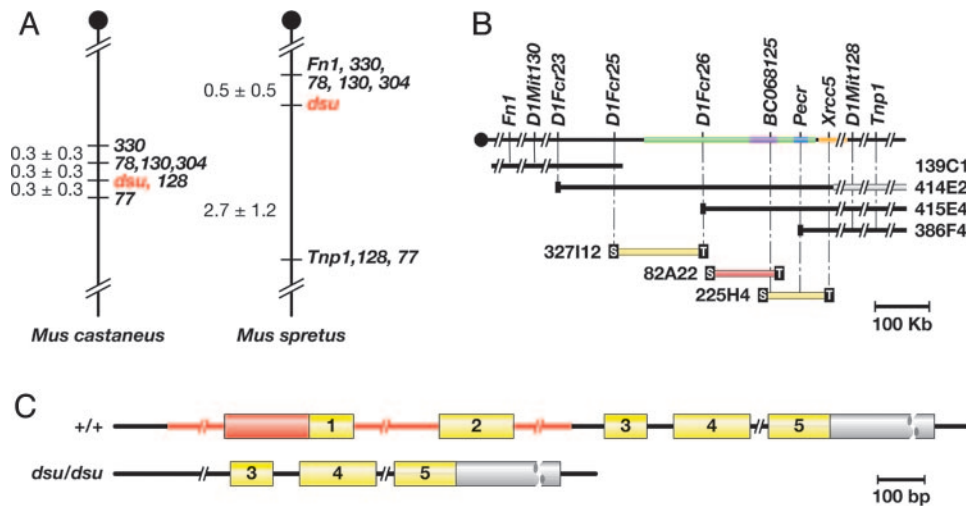 A
Fn1, 330,
78, 130, 304
0.5 ± 0.5
dsu
330
0.3 ± 0.3
78,130,304
0.3 ± 0.3
dsu, 128
0.3 ± 0.3
77
2.7 ± 1.2
Tnp1,128, 77
Mus castaneus
Mus spretus
B
Fn1
D1Mit130
D1Fcr23
D1Fcr25
D1Fcr26
BC068125
Pecr
Xrcc5
D1Mit128
Tnp1
139C1
414E2
415E4
386F4
327I12 S T
82A22 S T
225H4 S T
100 Kb
C
+/+ 1 2 3 4 5
dsu/dsu 3 4 5
100 bp